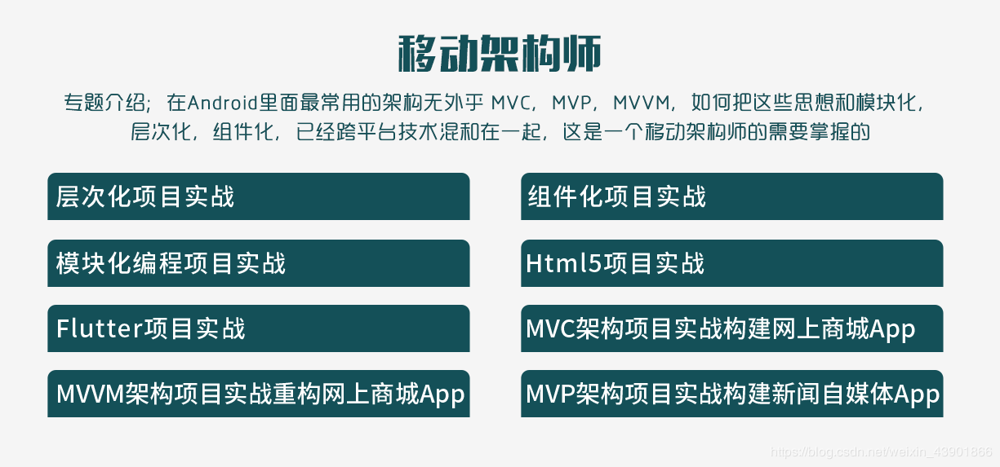 移动架构师
专题介绍；在Android里面最常用的架构无外乎 MVC，MVP，MVVM，如何把这些思想和模块化，
层次化，组件化，已经跨平台技术混和在一起，这是一个移动架构师的需要掌握的
层次化项目实战
组件化项目实战
模块化编程项目实战
Html5项目实战
Flutter项目实战
MVC架构项目实战构建网上商城App
MVVM架构项目实战重构网上商城App
MVP架构项目实战构建新闻自媒体App
https://blog.csdn.net/weixin_43901866